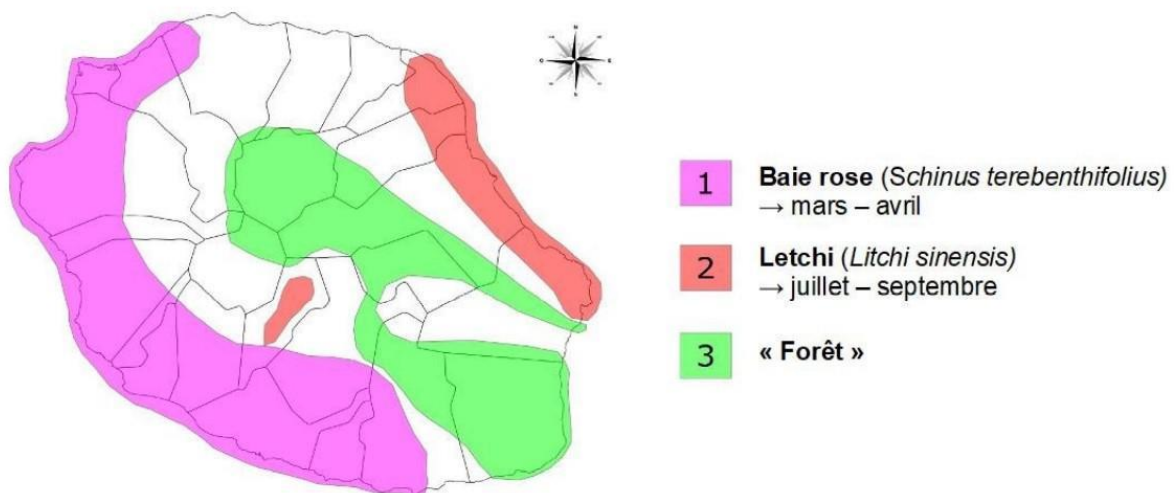 1 Baie rose (Schinus terebenthifolius)
→ mars – avril
2 Letchi (Litchi sinensis)
→ juillet – septembre
3 « Forêt »